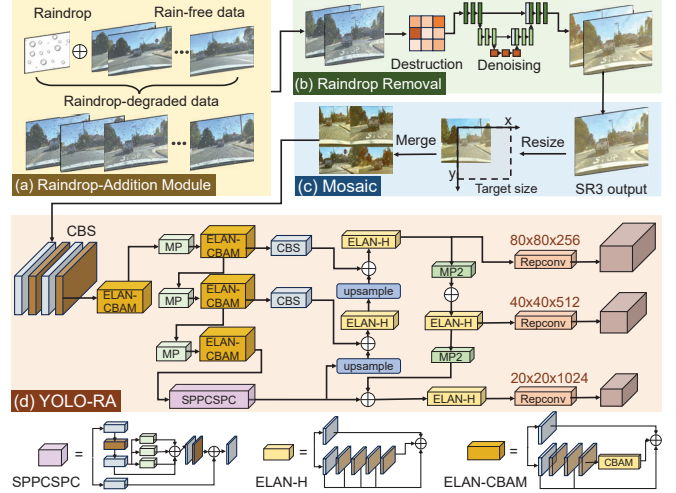 Raindrop
Rain-free data
Raindrop-degraded data
(a) Raindrop-Addition Module
Destruction
Denoising
(b) Raindrop Removal
Merge
x
y
Target size
Resize
SR3 output
(c) Mosaic
CBS
ELAN-CBAM
MP
ELAN-CBAM
CBS
MP
ELAN-CBAM
CBS
MP
ELAN-CBAM
SPPCSPC
ELAN-H
upsample
ELAN-H
upsample
MP2
ELAN-H
MP2
ELAN-H
80x80x256
Repconv
40x40x512
Repconv
20x20x1024
Repconv
(d) YOLO-RA
SPPCSPC
=
ELAN-H
=
ELAN-CBAM
=
CBAM